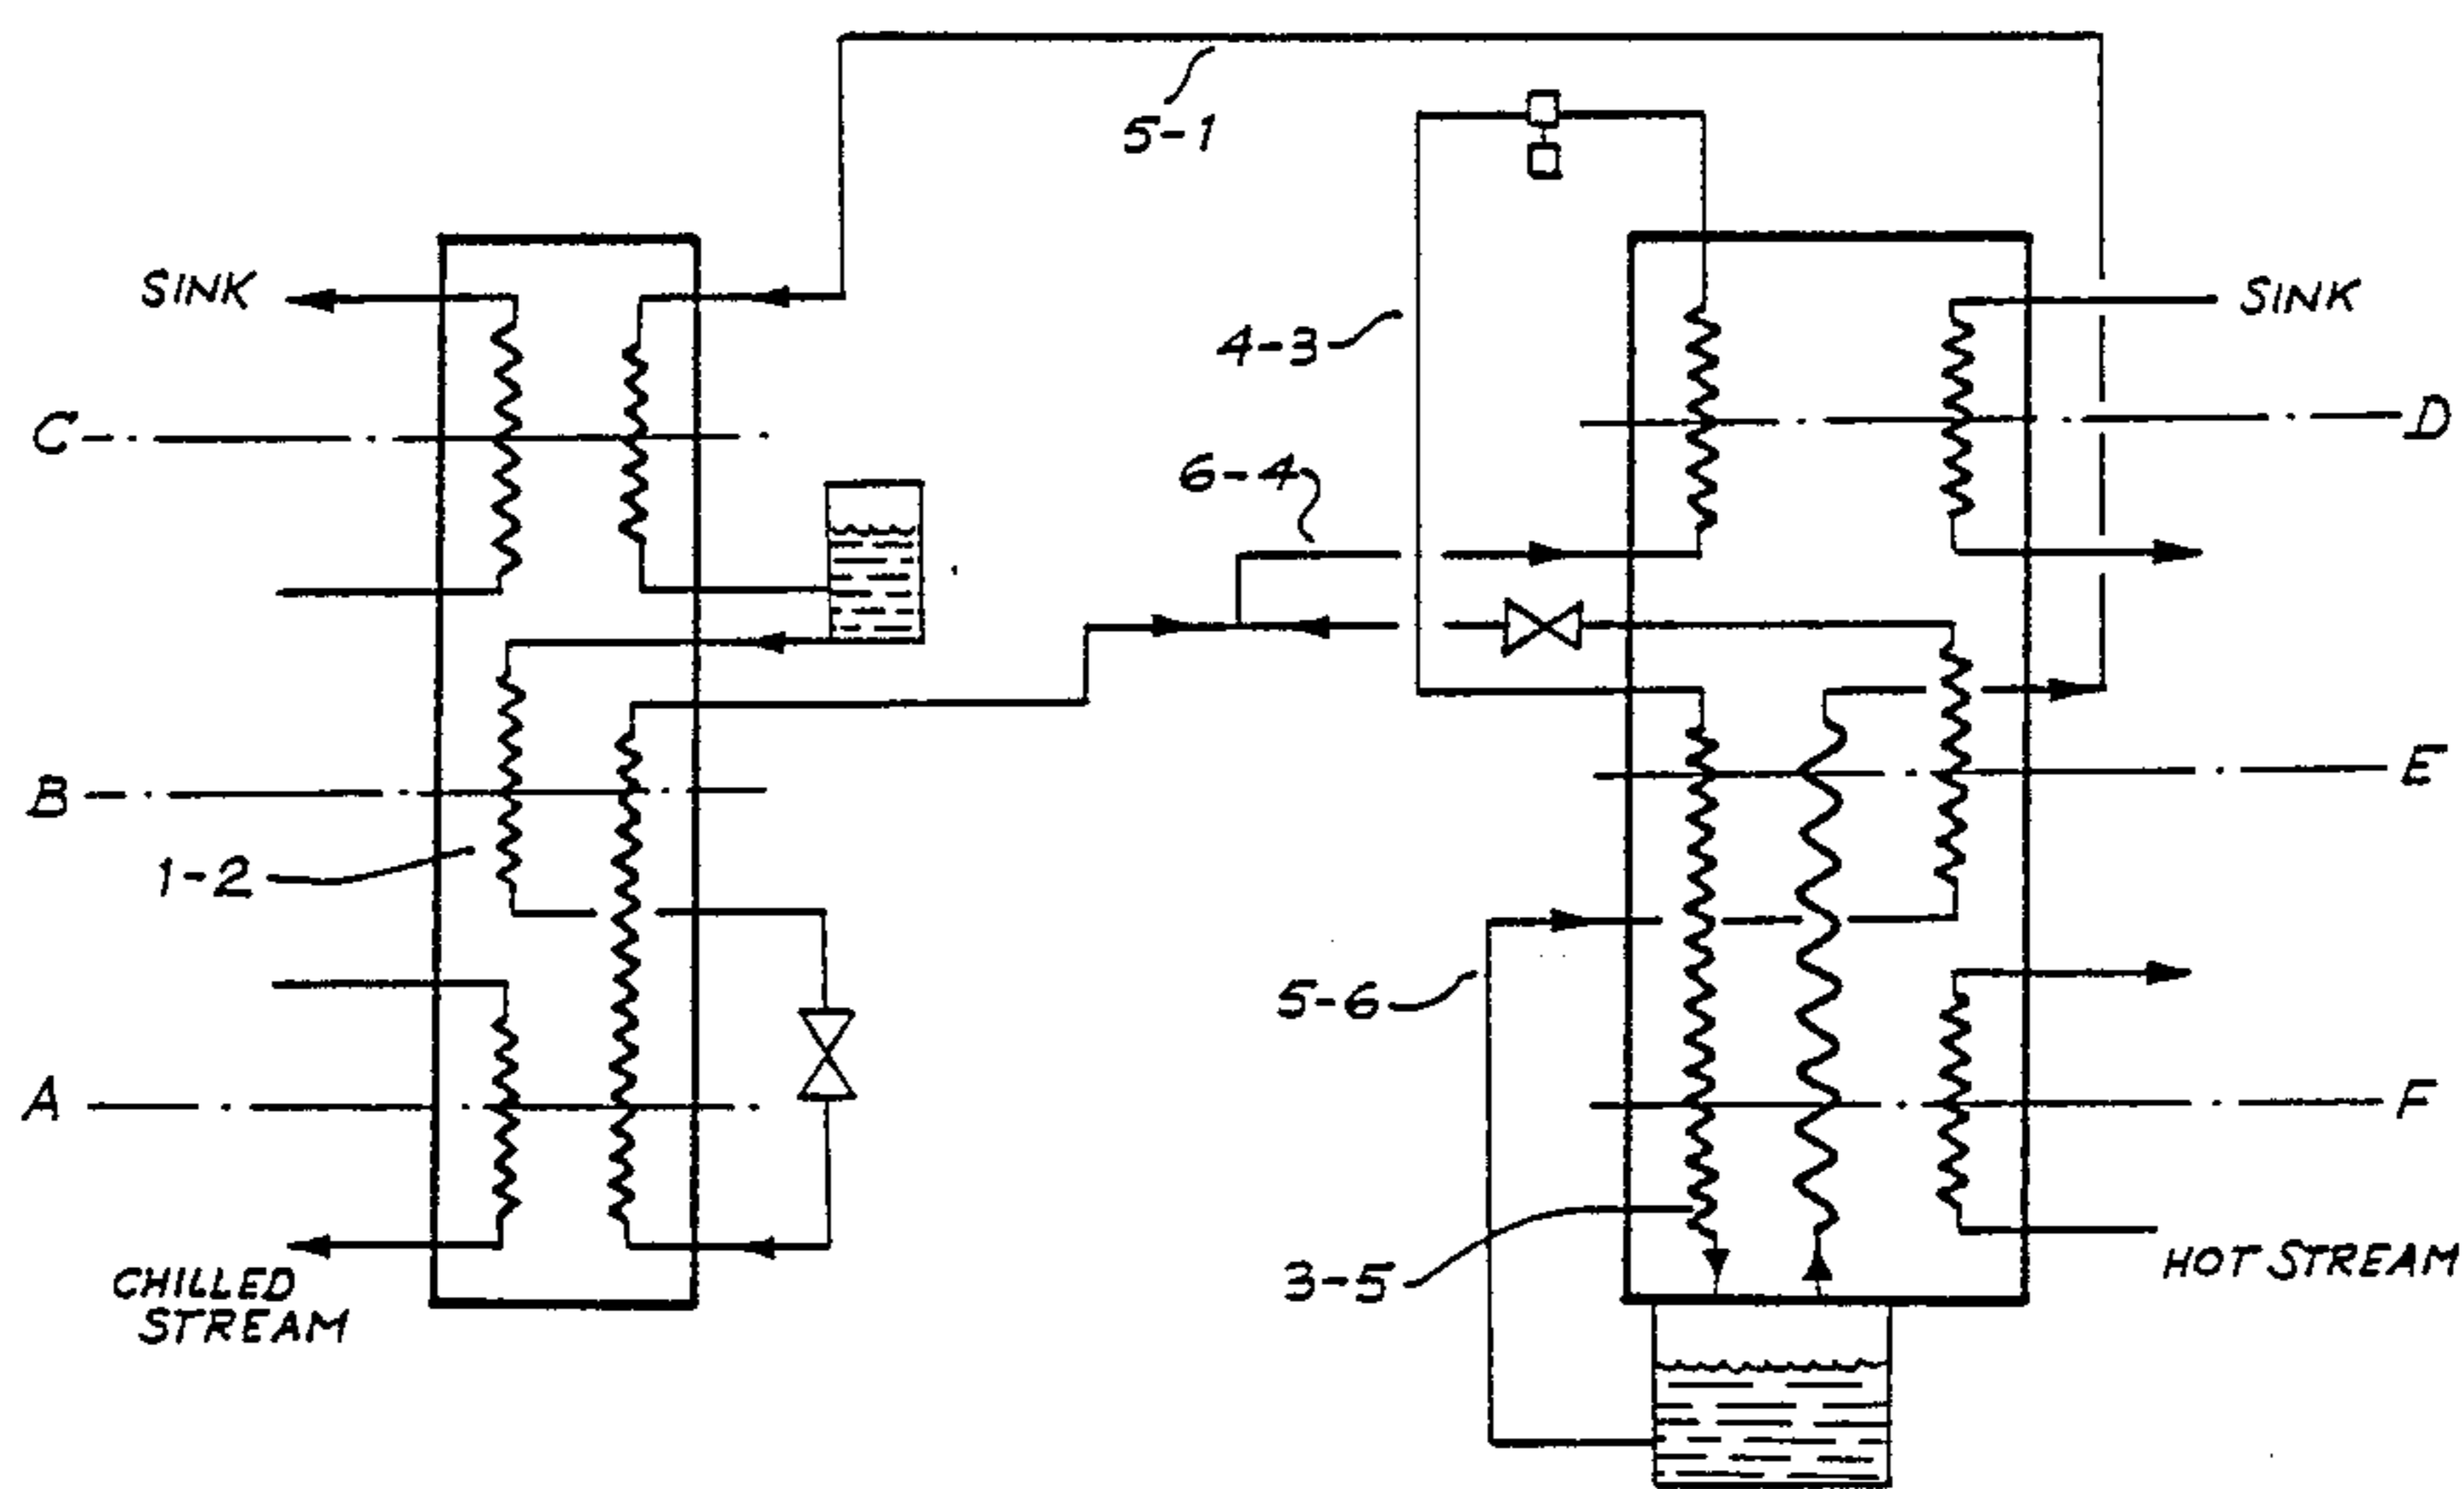 5-1
SINK
SINK
4-3
C
D
6-4
B
E
1-2
5-6
A
F
3-5
CHILLED
STREAM
HOT STREAM